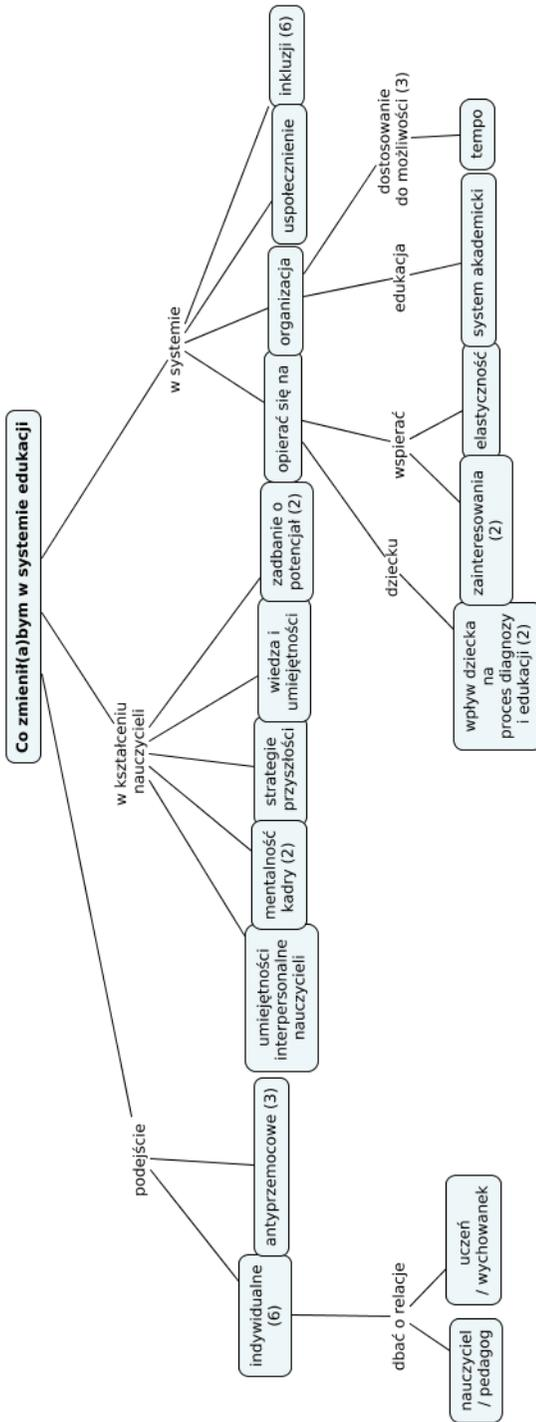 Co zmienił(a)bym w systemie edukacji
podejście
w kształceniu
nauczycieli
w systemie
indywidualne
(6)
antyprzemocowe (3)
umiejętności
interpersonalne
nauczycieli
mentalność
kadry (2)
strategie
przyszłości
wiedza i
umiejętności
zadbanie o
potencjał (2)
opierać się na
organizacja
uspołecznienie
inkluzji (6)
dbać o relacje
dziecku
wspierać
edukacja
dostosowanie
do możliwości (3)
nauczyciel
/ pedagog
uczeń
/ wychowanek
wpływ dziecka
na
proces diagnozy
i edukacji (2)
zainteresowania
(2)
elastyczność
system akademicki
tempo